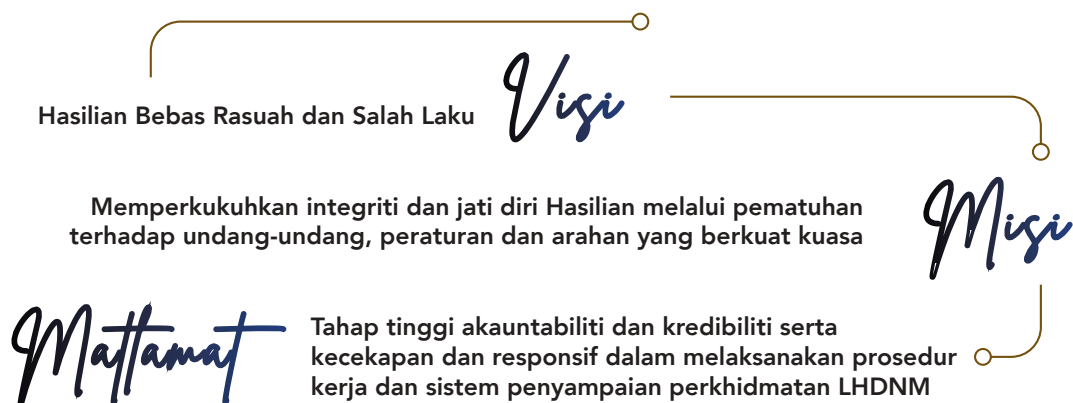 Visi
Hasilian Bebas Rasuah dan Salah Laku
Misi
Memperkukuhkan integriti dan jati diri Hasilian melalui pematuhan
terhadap undang-undang, peraturan dan arahan yang berkuat kuasa
Matlamat
Tahap tinggi akauntabiliti dan kredibiliti serta
kecekapan dan responsif dalam melaksanakan prosedur
kerja dan sistem penyampaian perkhidmatan LHDNM